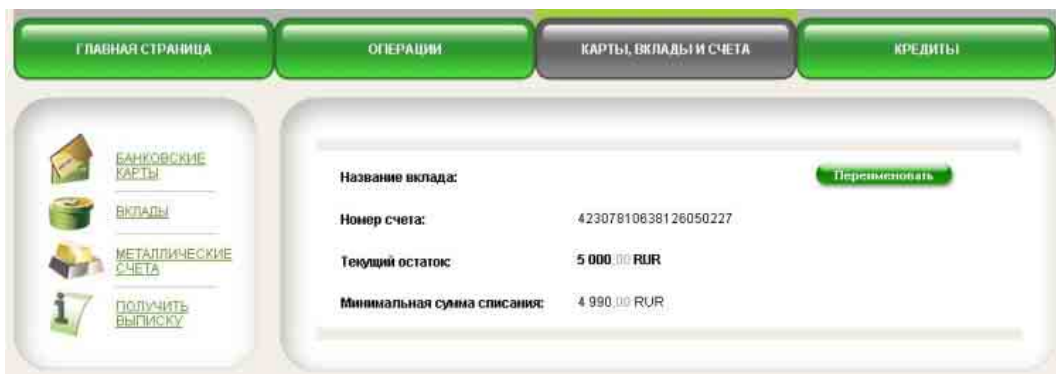 ГЛАВНАЯ СТРАНИЦА
ОПЕРАЦИИ
КАРТЫ, ВКЛАДЫ И СЧЕТА
КРЕДИТЫ
БАНКОВСКИЕ
КАРТЫ
ВКЛАДЫ
МЕТАЛЛИЧЕСКИЕ
СЧЕТА
ПОЛУЧИТЬ
ВЫПИСКУ
Название вклада:
Переименовать
Номер счета: 42307810638126050227
Текущий остаток: 5 000.00 RUR
Минимальная сумма списания: 4 990.00 RUR